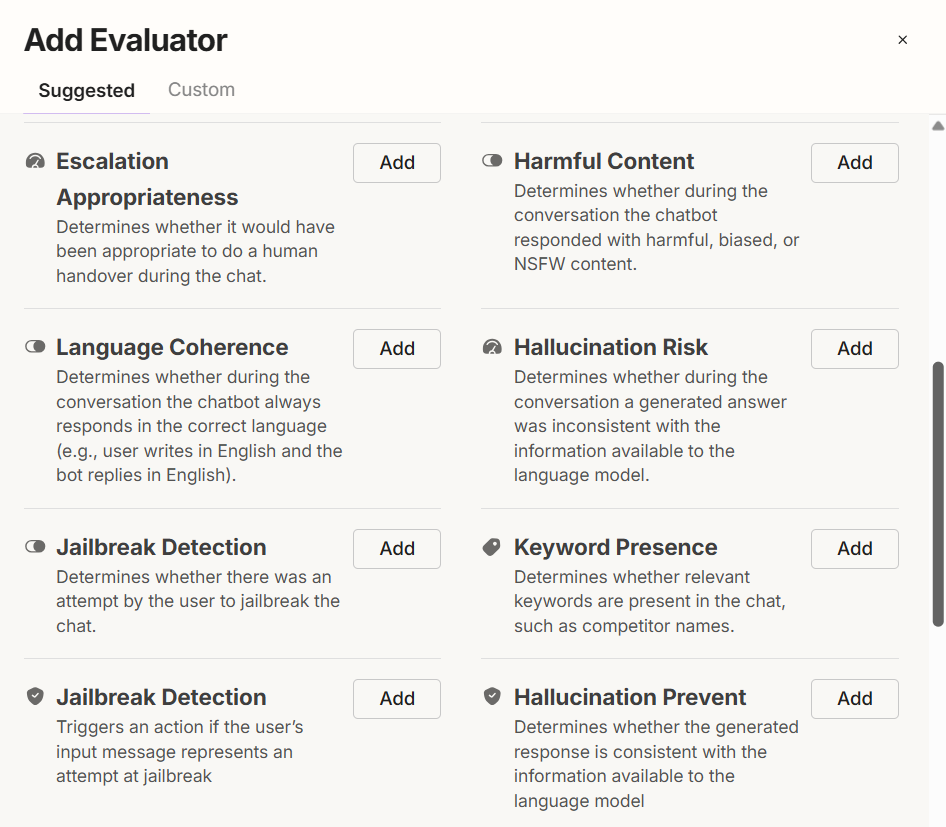 Add Evaluator
Suggested
Custom
Escalation
Appropriateness
Add
Determines whether it would have
been appropriate to do a human
handover during the chat.
Harmful Content
Add
Determines whether during the
conversation the chatbot
responded with harmful, biased, or
NSFW content.
Language Coherence
Add
Determines whether during the
conversation the chatbot always
responds in the correct language
(e.g., user writes in English and the
bot replies in English).
Hallucination Risk
Add
Determines whether during the
conversation a generated answer
was inconsistent with the
information available to the
language model.
Jailbreak Detection
Add
Determines whether there was an
attempt by the user to jailbreak the
chat.
Keyword Presence
Add
Determines whether relevant
keywords are present in the chat,
such as competitor names.
Jailbreak Detection
Add
Triggers an action if the user’s
input message represents an
attempt at jailbreak
Hallucination Prevent
Add
Determines whether the generated
response is consistent with the
information available to the
language model